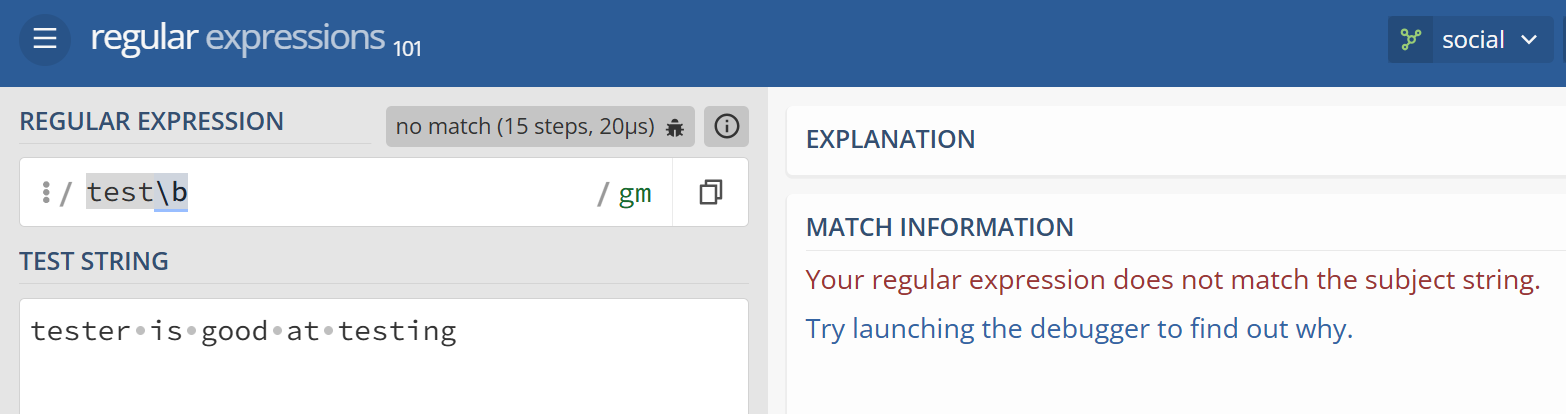 regular expressions 101
social
REGULAR EXPRESSION
no match (15 steps, 20μs)
/ test\b / gm
TEST STRING
tester·is·good·at·testing
EXPLANATION
MATCH INFORMATION
Your regular expression does not match the subject string.
Try launching the debugger to find out why.